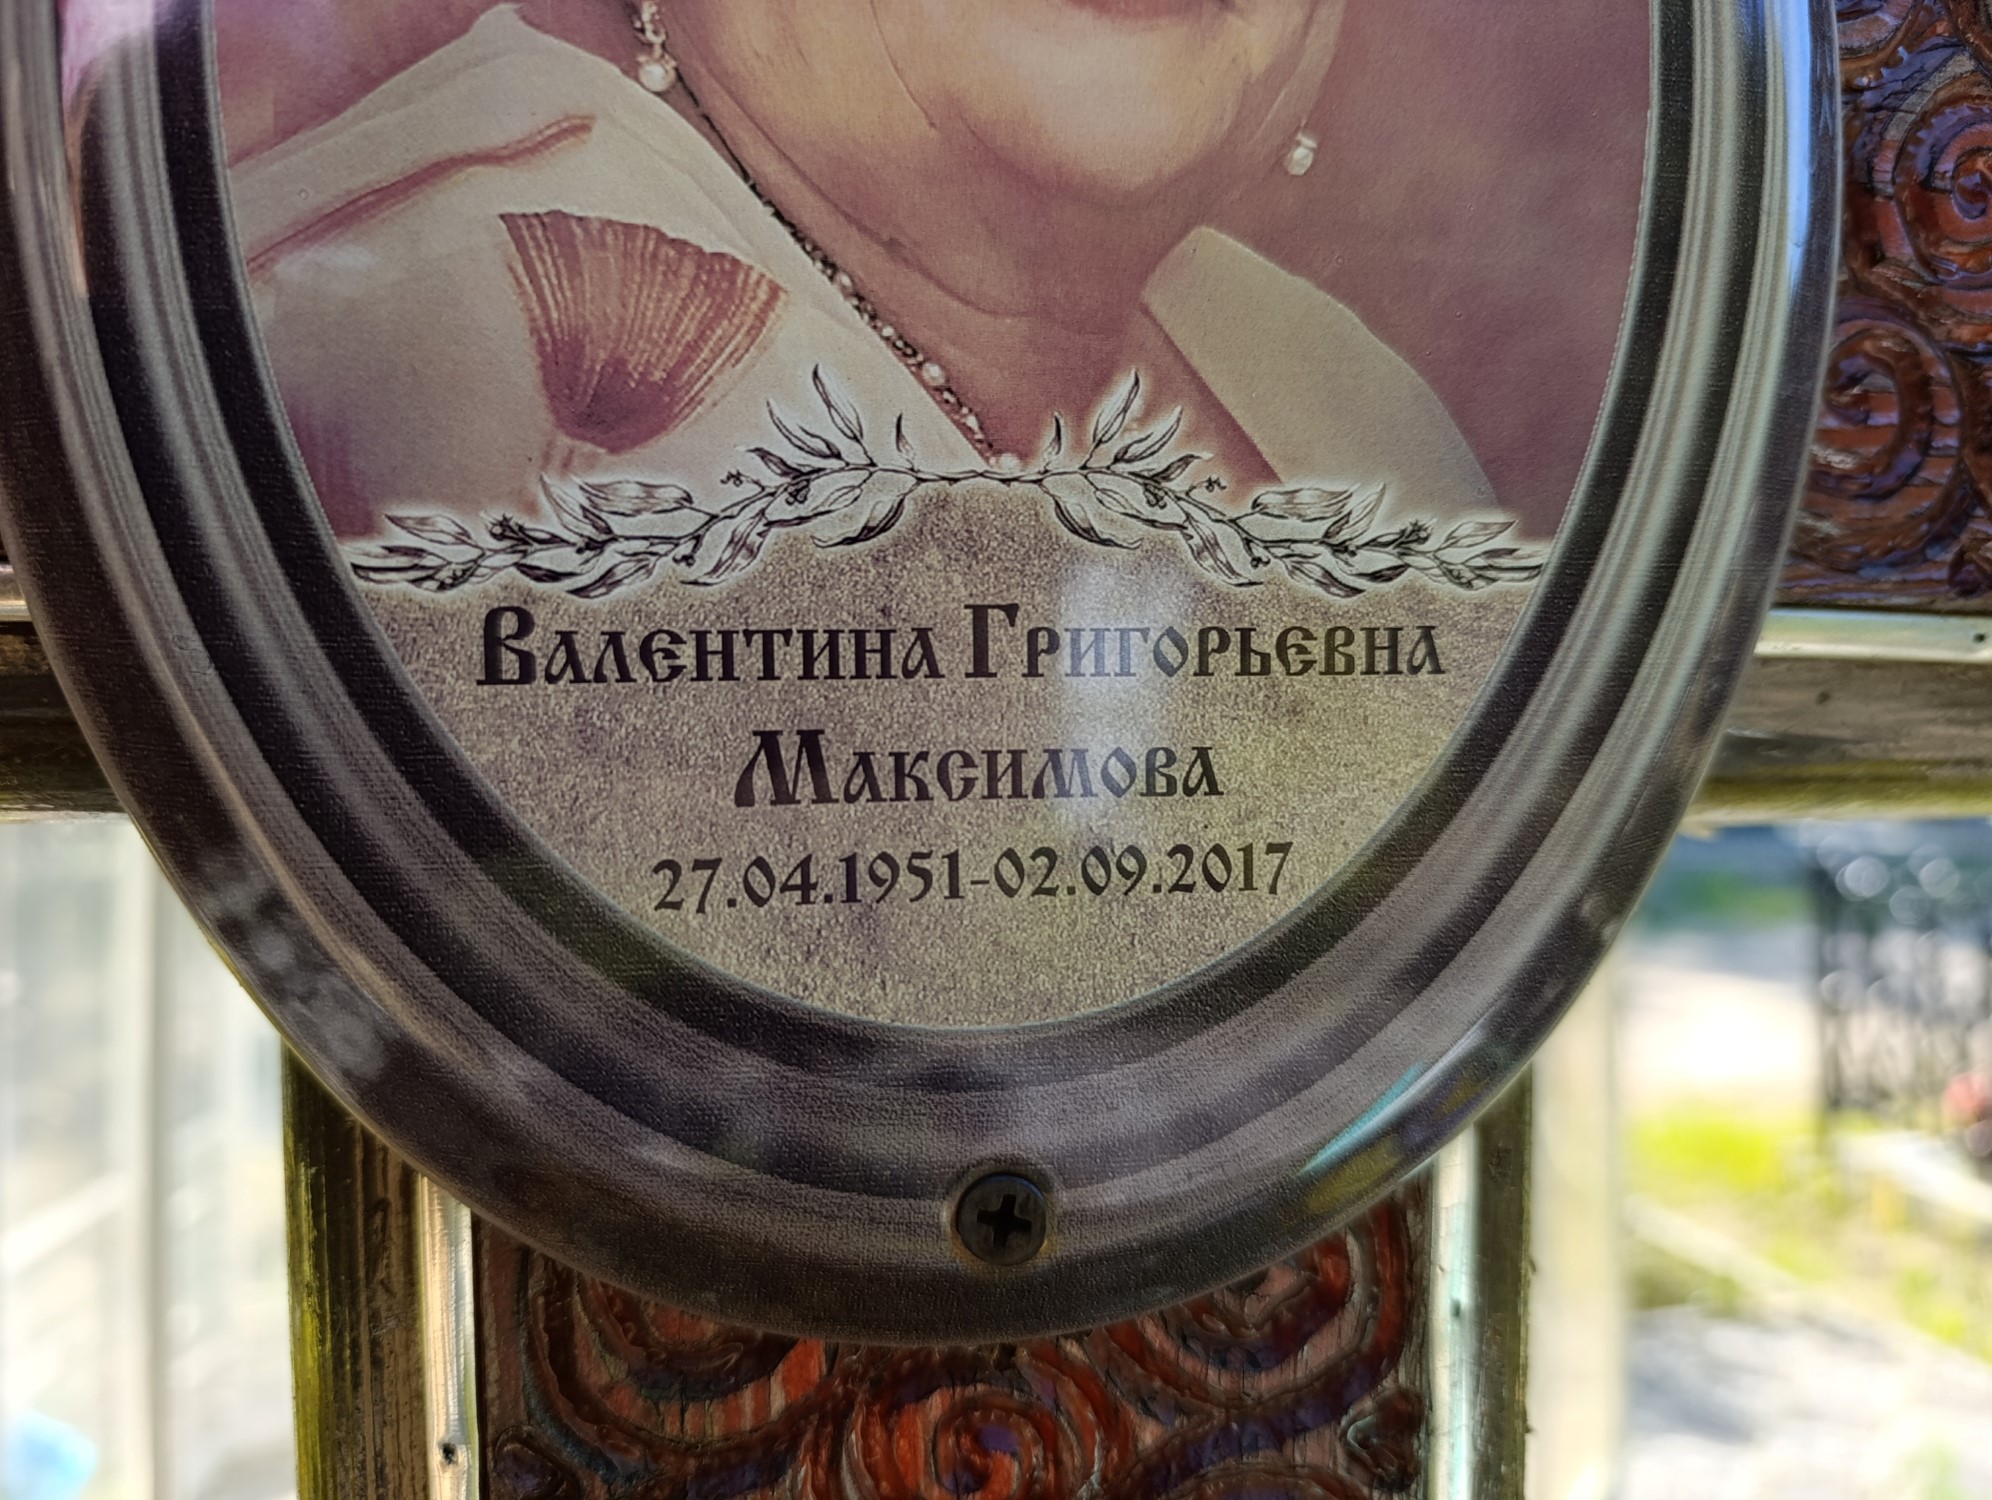 Валентина Григорьевна
Максимова
27.04.1951-02.09.2017